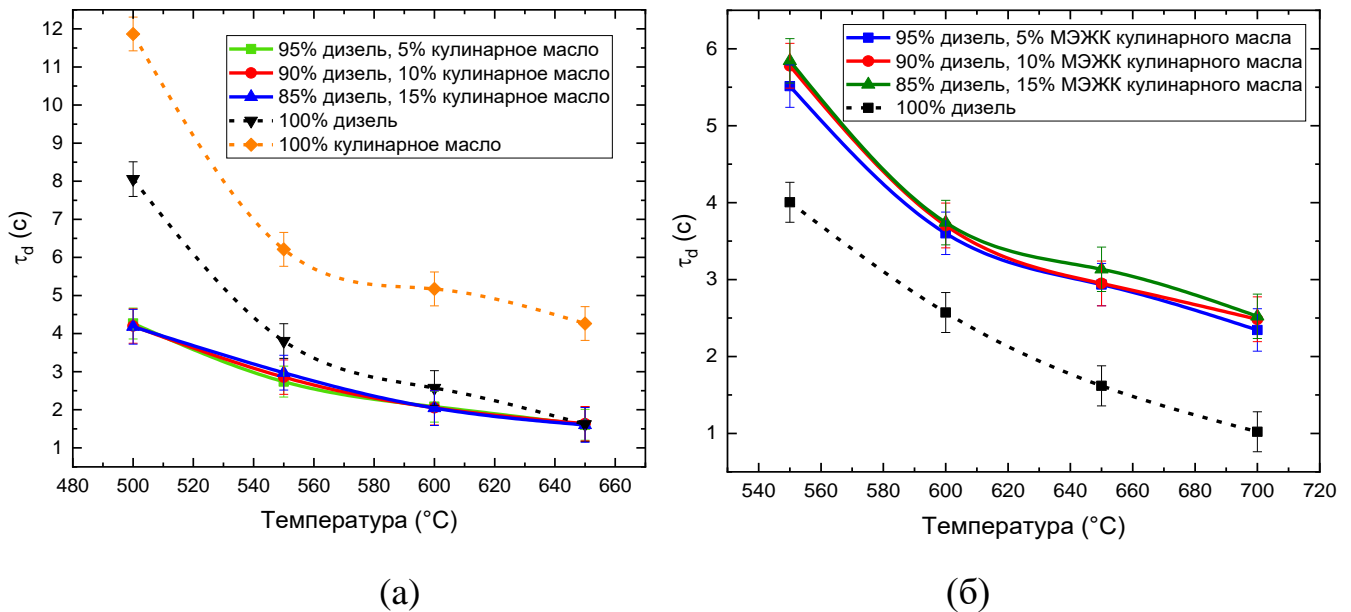 12
11
10
9
8
7
6
5
4
3
2
1
τd (с)
95% дизель, 5% кулинарное масло
90% дизель, 10% кулинарное масло
85% дизель, 15% кулинарное масло
100% дизель
100% кулинарное масло
480 500 520 540 560 580 600 620 640 660
Температура (°C)
(а)
6
5
4
3
2
1
τd (с)
95% дизель, 5% МЭЖК кулинарного масла
90% дизель, 10% МЭЖК кулинарного масла
85% дизель, 15% МЭЖК кулинарного масла
100% дизель
540 560 580 600 620 640 660 680 700 720
Температура (°C)
(б)